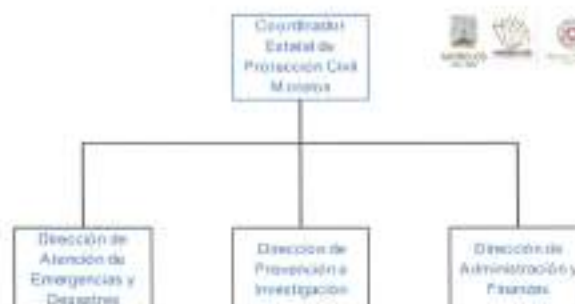 Coordinador
Estatal de
Protección Civil
Morelos
Dirección de
Atención de
Emergencias y
Desastres
Dirección de
Prevención e
Investigación
Dirección de
Administración y
Finanzas